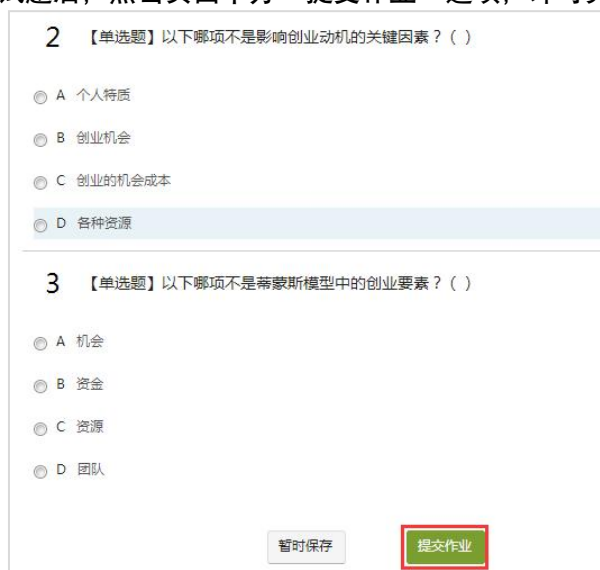 2 【单选题】以下哪项不是影响创业动机的关键因素？( )
A 个人特质
B 创业机会
C 创业的机会成本
D 各种资源
3 【单选题】以下哪项不是蒂蒙斯模型中的创业要素？( )
A 机会
B 资金
C 资源
D 团队
暂时保存 提交作业